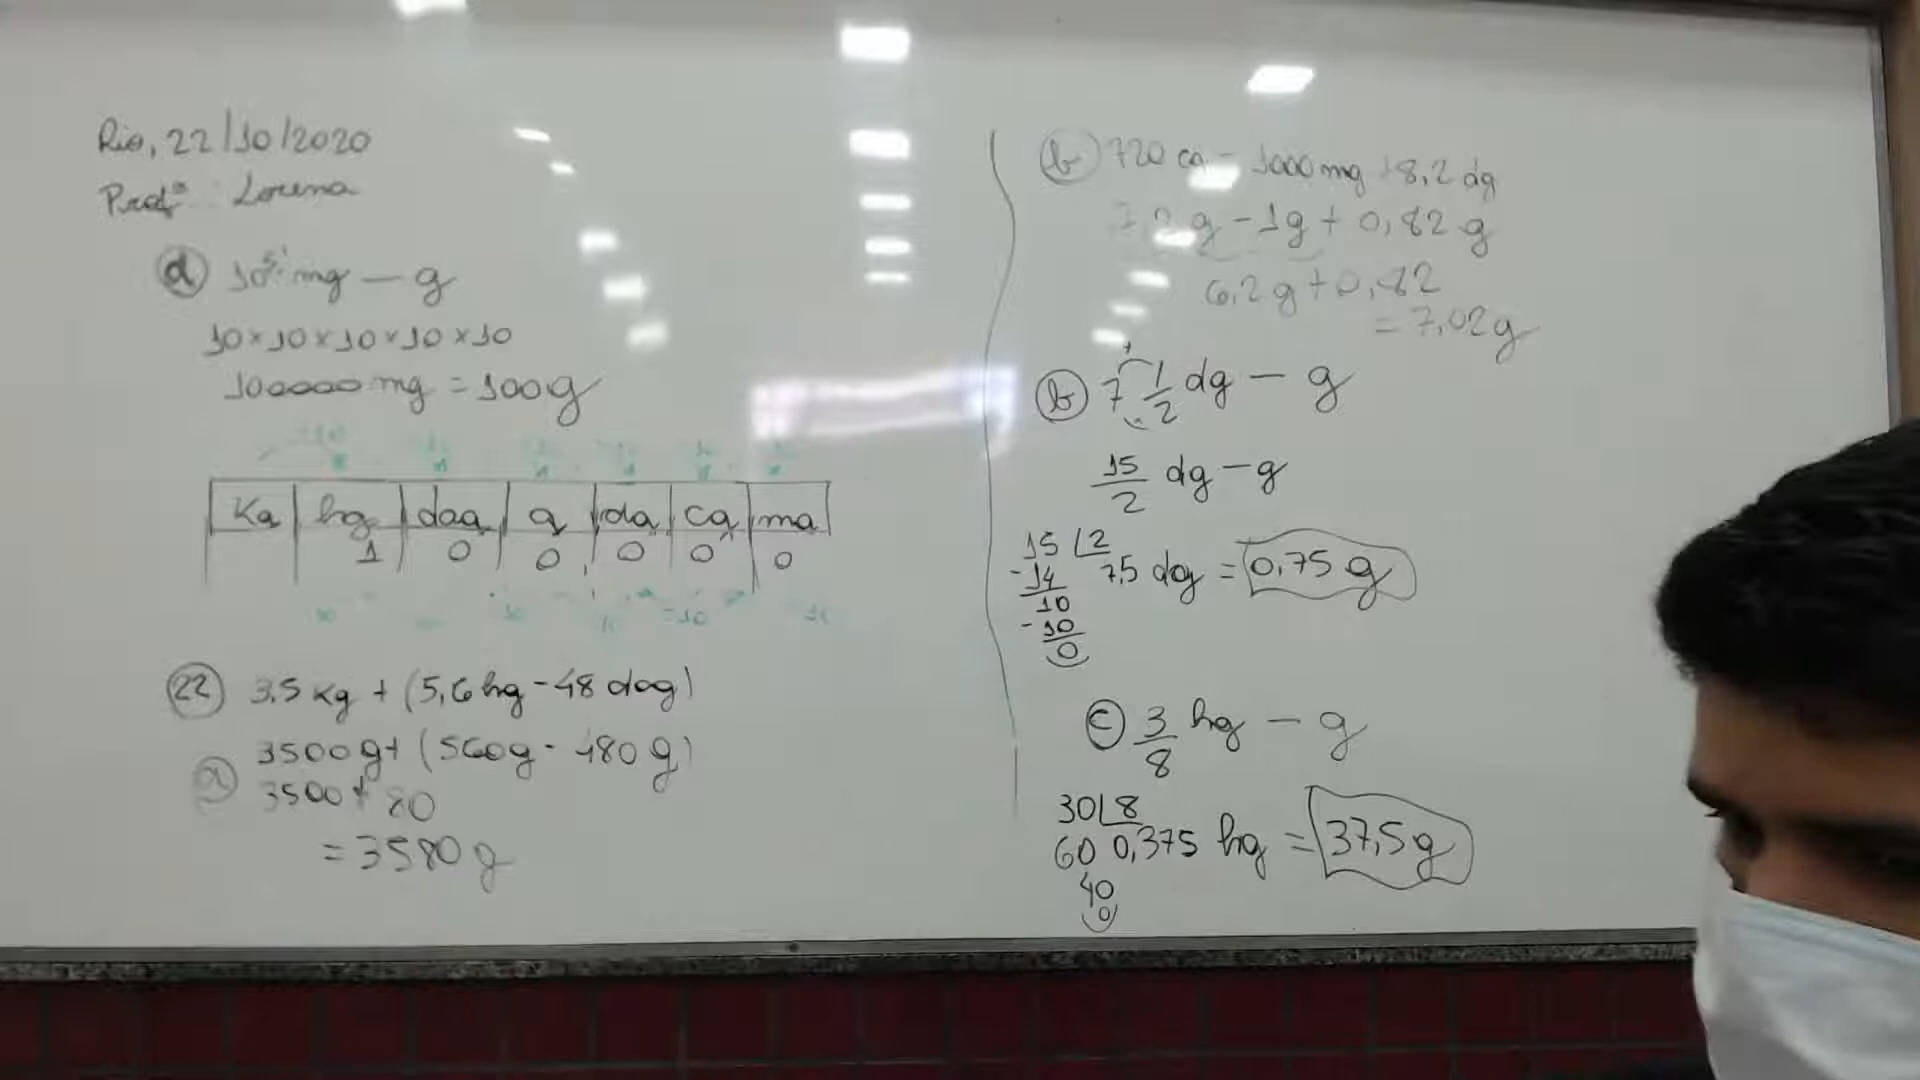 Rio, 22/10/2020
Profª: Lorena
d 10⁵ mg — g
10×10×10×10×10
100000 mg = 100g
Kg hg dag g dg cg mg
1 0 0, 0 0 0
22 3,5 Kg + (5,6 hg - 48 dag)
3500 g + (560g - 480 g)
a 3500 + 80
= 3580 g
b 720 cg - 1000 mg + 8,2 dg
7,2 g - 1g + 0,82 g
6,2 g + 0,82
= 7,02g
b 7 1/2 dg — g
15/2 dg — g
15 | 2
-14 7,5 dg = 0,75 g
10
-10
0
c 3/8 hg — g
30 | 8
60 0,375 hg = 37,5 g
40
0